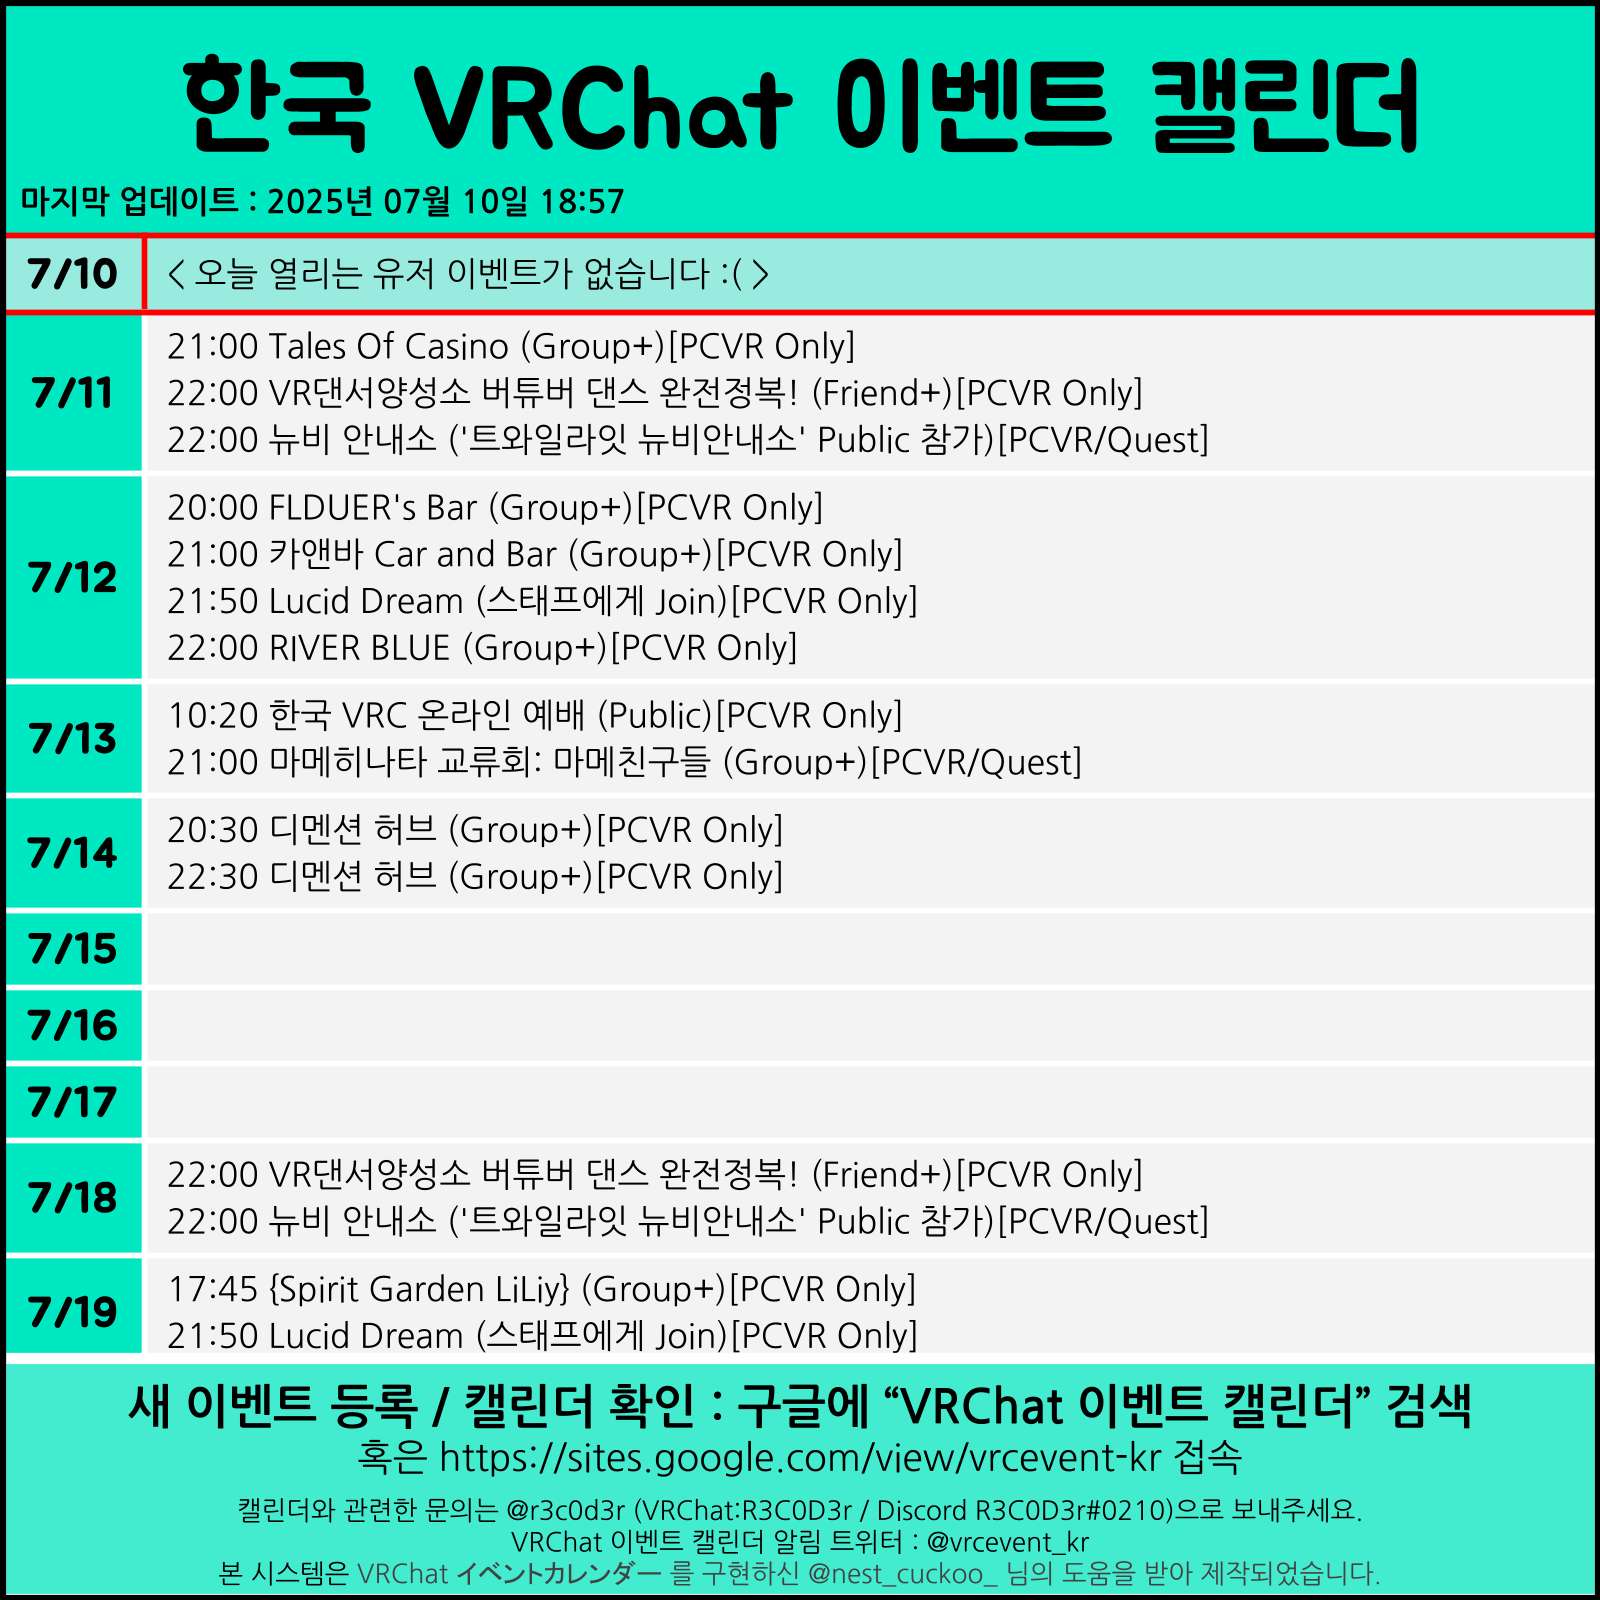 한국 VRChat 이벤트 캘린더
마지막 업데이트 : 2025년 07월 10일 18:57
7/10
< 오늘 열리는 유저 이벤트가 없습니다 :( >
7/11
21:00 Tales Of Casino (Group+)[PCVR Only]
22:00 VR댄서양성소 버튜버 댄스 완전정복! (Friend+)[PCVR Only]
22:00 뉴비 안내소 ('트와일라잇 뉴비안내소' Public 참가)[PCVR/Quest]
7/12
20:00 FLDUER's Bar (Group+)[PCVR Only]
21:00 카앤바 Car and Bar (Group+)[PCVR Only]
21:50 Lucid Dream (스태프에게 Join)[PCVR Only]
22:00 RIVER BLUE (Group+)[PCVR Only]
7/13
10:20 한국 VRC 온라인 예배 (Public)[PCVR Only]
21:00 마메히나타 교류회: 마메친구들 (Group+)[PCVR/Quest]
7/14
20:30 디멘션 허브 (Group+)[PCVR Only]
22:30 디멘션 허브 (Group+)[PCVR Only]
7/15
7/16
7/17
7/18
22:00 VR댄서양성소 버튜버 댄스 완전정복! (Friend+)[PCVR Only]
22:00 뉴비 안내소 ('트와일라잇 뉴비안내소' Public 참가)[PCVR/Quest]
7/19
17:45 {Spirit Garden LiLiy} (Group+)[PCVR Only]
21:50 Lucid Dream (스태프에게 Join)[PCVR Only]
새 이벤트 등록 / 캘린더 확인 : 구글에 “VRChat 이벤트 캘린더” 검색
혹은 https://sites.google.com/view/vrcevent-kr 접속
캘린더와 관련한 문의는 @r3c0d3r (VRChat:R3C0D3r / Discord R3C0D3r#0210)으로 보내주세요.
VRChat 이벤트 캘린더 알림 트위터 : @vrcevent_kr
본 시스템은 VRChat イベントカレンダー 를 구현하신 @nest_cuckoo_ 님의 도움을 받아 제작되었습니다.